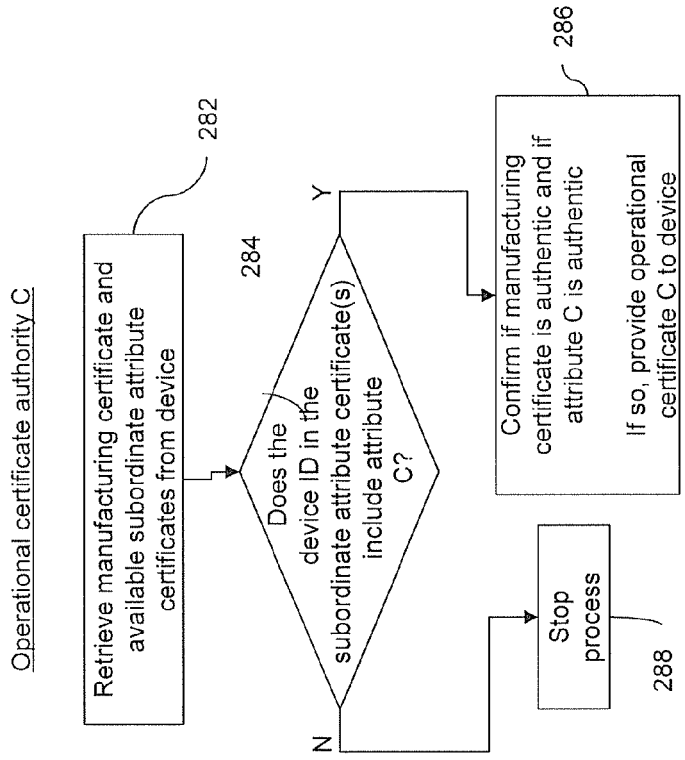 Operational certificate authority C
Retrieve manufacturing certificate and
available subordinate attribute
certificates from device
282
284
Does the
device ID in the
subordinate attribute certificate(s)
include attribute
C?
N
Y
Stop
process
288
Confirm if manufacturing
certificate is authentic and if
attribute C is authentic
If so, provide operational
certificate C to device
286